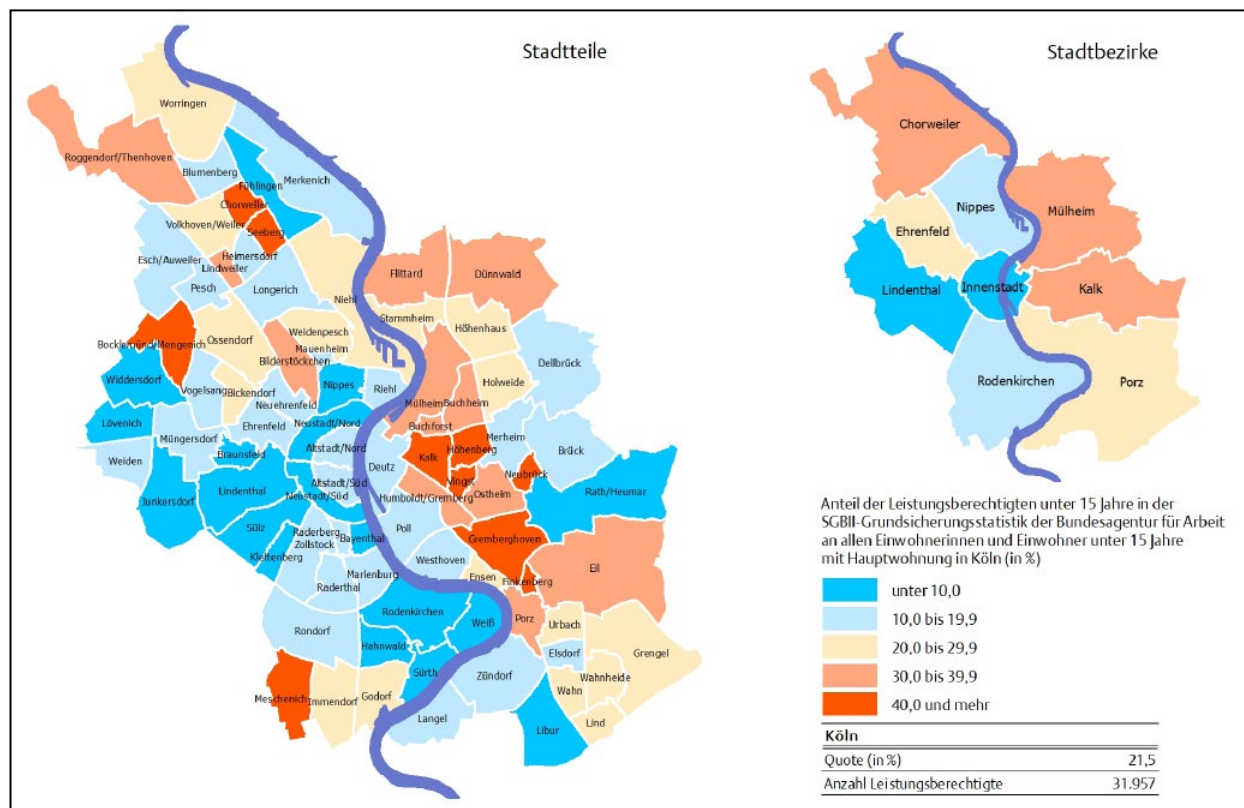 Stadtteile
Worringen
Roggendorf/Thenhoven
Blumenberg
Fühlingen
Merkenich
Chorweiler
Volkhoven/Weiler
Seeberg
Heimersdorf
Esch/Auweiler
Lindweiler
Pesch
Longerich
Niehl
Flittard
Dünnwald
Stammheim
Höhenhaus
Weidenpesch
Ossendorf
Mauenheim
Bocklemünd/Mengenich
Bilderstöckchen
Dellbrück
Widdersdorf
Nippes
Riehl
Holweide
Vogelsang
Bickendorf
Neuehrenfeld
Mülheim
Buchheim
Lövenich
Neustadt/Nord
Buchforst
Ehrenfeld
Müngersdorf
Merheim
Höhenberg
Altstadt/Nord
Brück
Braunsfeld
Weiden
Kalk
Deutz
Vingst
Neubrück
Junkersdorf
Lindenthal
Altstadt/Süd
Neustadt/Süd
Humboldt/Gremberg
Ostheim
Rath/Heumar
Sülz
Raderberg
Zollstock
Bayenthal
Poll
Gremberghoven
Klettenberg
Westhoven
Marienburg
Raderthal
Ensen
Finkenberg
Eil
Rodenkirchen
Weiß
Porz
Rondorf
Urbach
Hahnwald
Elsdorf
Grengel
Sürth
Zündorf
Wahnheide
Wahn
Meschenich
Immendorf
Godorf
Langel
Lind
Libur
Stadtbezirke
Chorweiler
Nippes
Mülheim
Ehrenfeld
Lindenthal
Innenstadt
Kalk
Rodenkirchen
Porz
Anteil der Leistungsberechtigten unter 15 Jahre in der
SGBII-Grundsicherungsstatistik der Bundesagentur für Arbeit
an allen Einwohnerinnen und Einwohner unter 15 Jahre
mit Hauptwohnung in Köln (in %)
unter 10,0
10,0 bis 19,9
20,0 bis 29,9
30,0 bis 39,9
40,0 und mehr
Köln
Quote (in %) 21,5
Anzahl Leistungsberechtigte 31.957